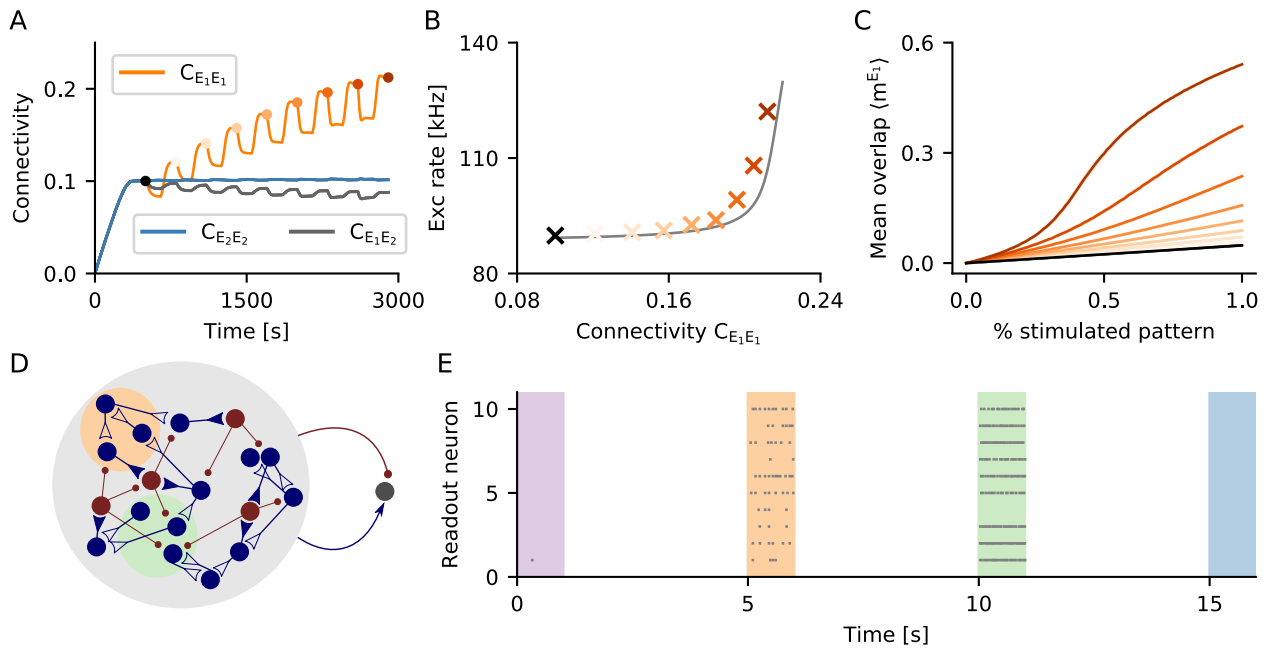 A
B
C
C_{E_1E_1}
C_{E_2E_2} C_{E_1E_2}
Connectivity
0.0
0.1
0.2
0 1500 3000
Time [s]
Exc rate [kHz]
80
110
140
0.08 0.16 0.24
Connectivity C_{E_1E_1}
Mean overlap ⟨m^{E_1}⟩
0.0
0.3
0.6
0.0 0.5 1.0
% stimulated pattern
D
E
Readout neuron
10
5
0
0 5 10 15
Time [s]